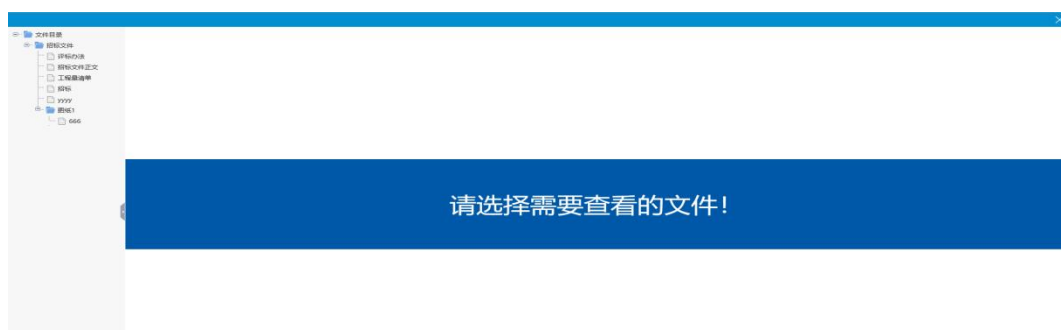 文件目录
招标文件
评标办法
招标文件正文
工程量清单
招标
yyyy
图纸1
666
请选择需要查看的文件!